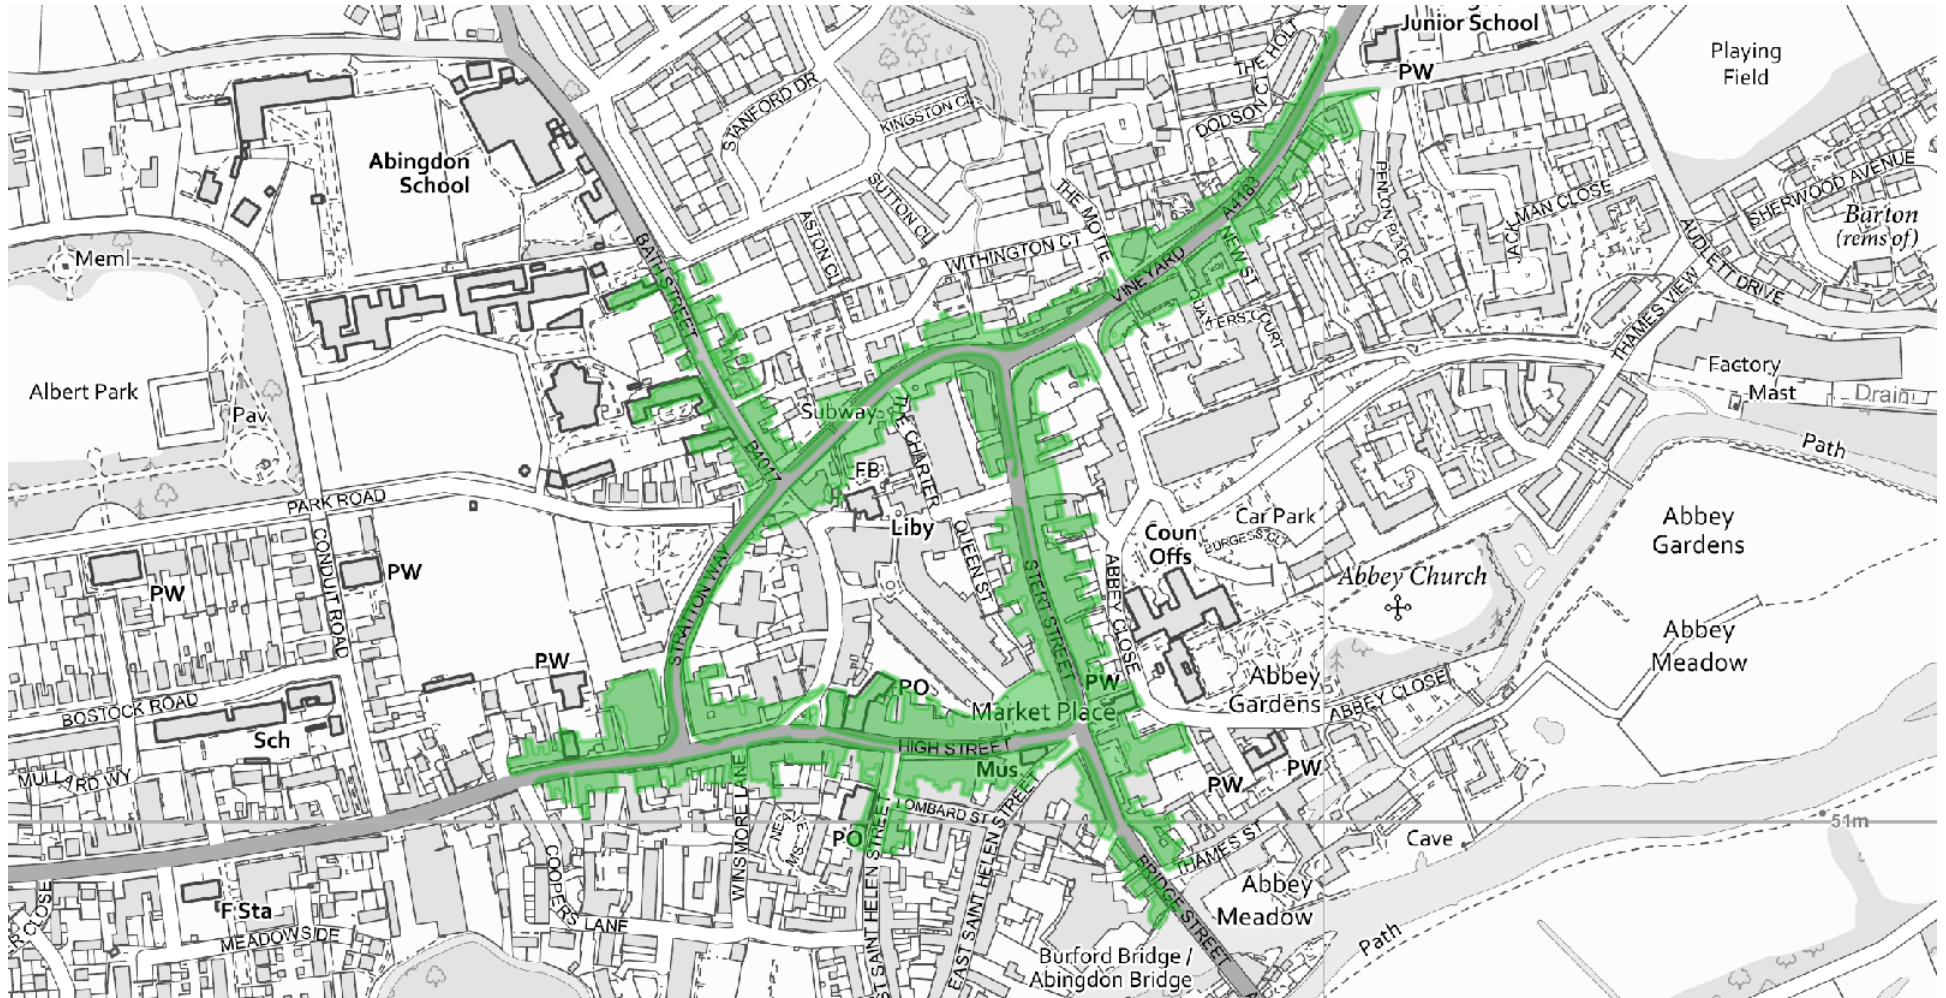 Junior School
THE HOLT
PW
Playing
Field
STANFORD DR
KINGSTON CL
DODSON CT
Abingdon
School
SUTTON CL
THE MOTTE
A4183
PENLON PLACE
JACKMAN CLOSE
SHERWOOD AVENUE
Barton
(rems of)
Meml
BATH STREET
ASTON CL
WITHINGTON CT
NEW ST
VINEYARD
AUDLETT DRIVE
QUAKERS COURT
THAMES VIEW
Factory
Mast
Drain
Albert Park
Pav
Subway
THE CHARTER
B4017
Path
FB
PARK ROAD
Liby
QUEEN ST
Coun
Offs
Car Park
BURGESS CL
Abbey
Gardens
CONDUIT ROAD
PW
PW
STRATTON WAY
STERT STREET
ABBEY CLOSE
Abbey Church
Abbey
Meadow
PW
PO
PW
Abbey
Gardens
ABBEY CLOSE
BOSTOCK ROAD
Sch
Market Place
HIGH STREET
Mus
PW
PW
MULLARD WY
WINSMORE LANE
LOMBARD ST
51m
PO
THAMES ST
Cave
COOPERS LANE
BRIDGE STREET
Abbey
Meadow
F Sta
MEADOWSIDE
EAST SAINT HELEN STREET
ST SAINT HELEN STREET
Path
Burford Bridge /
Abingdon Bridge